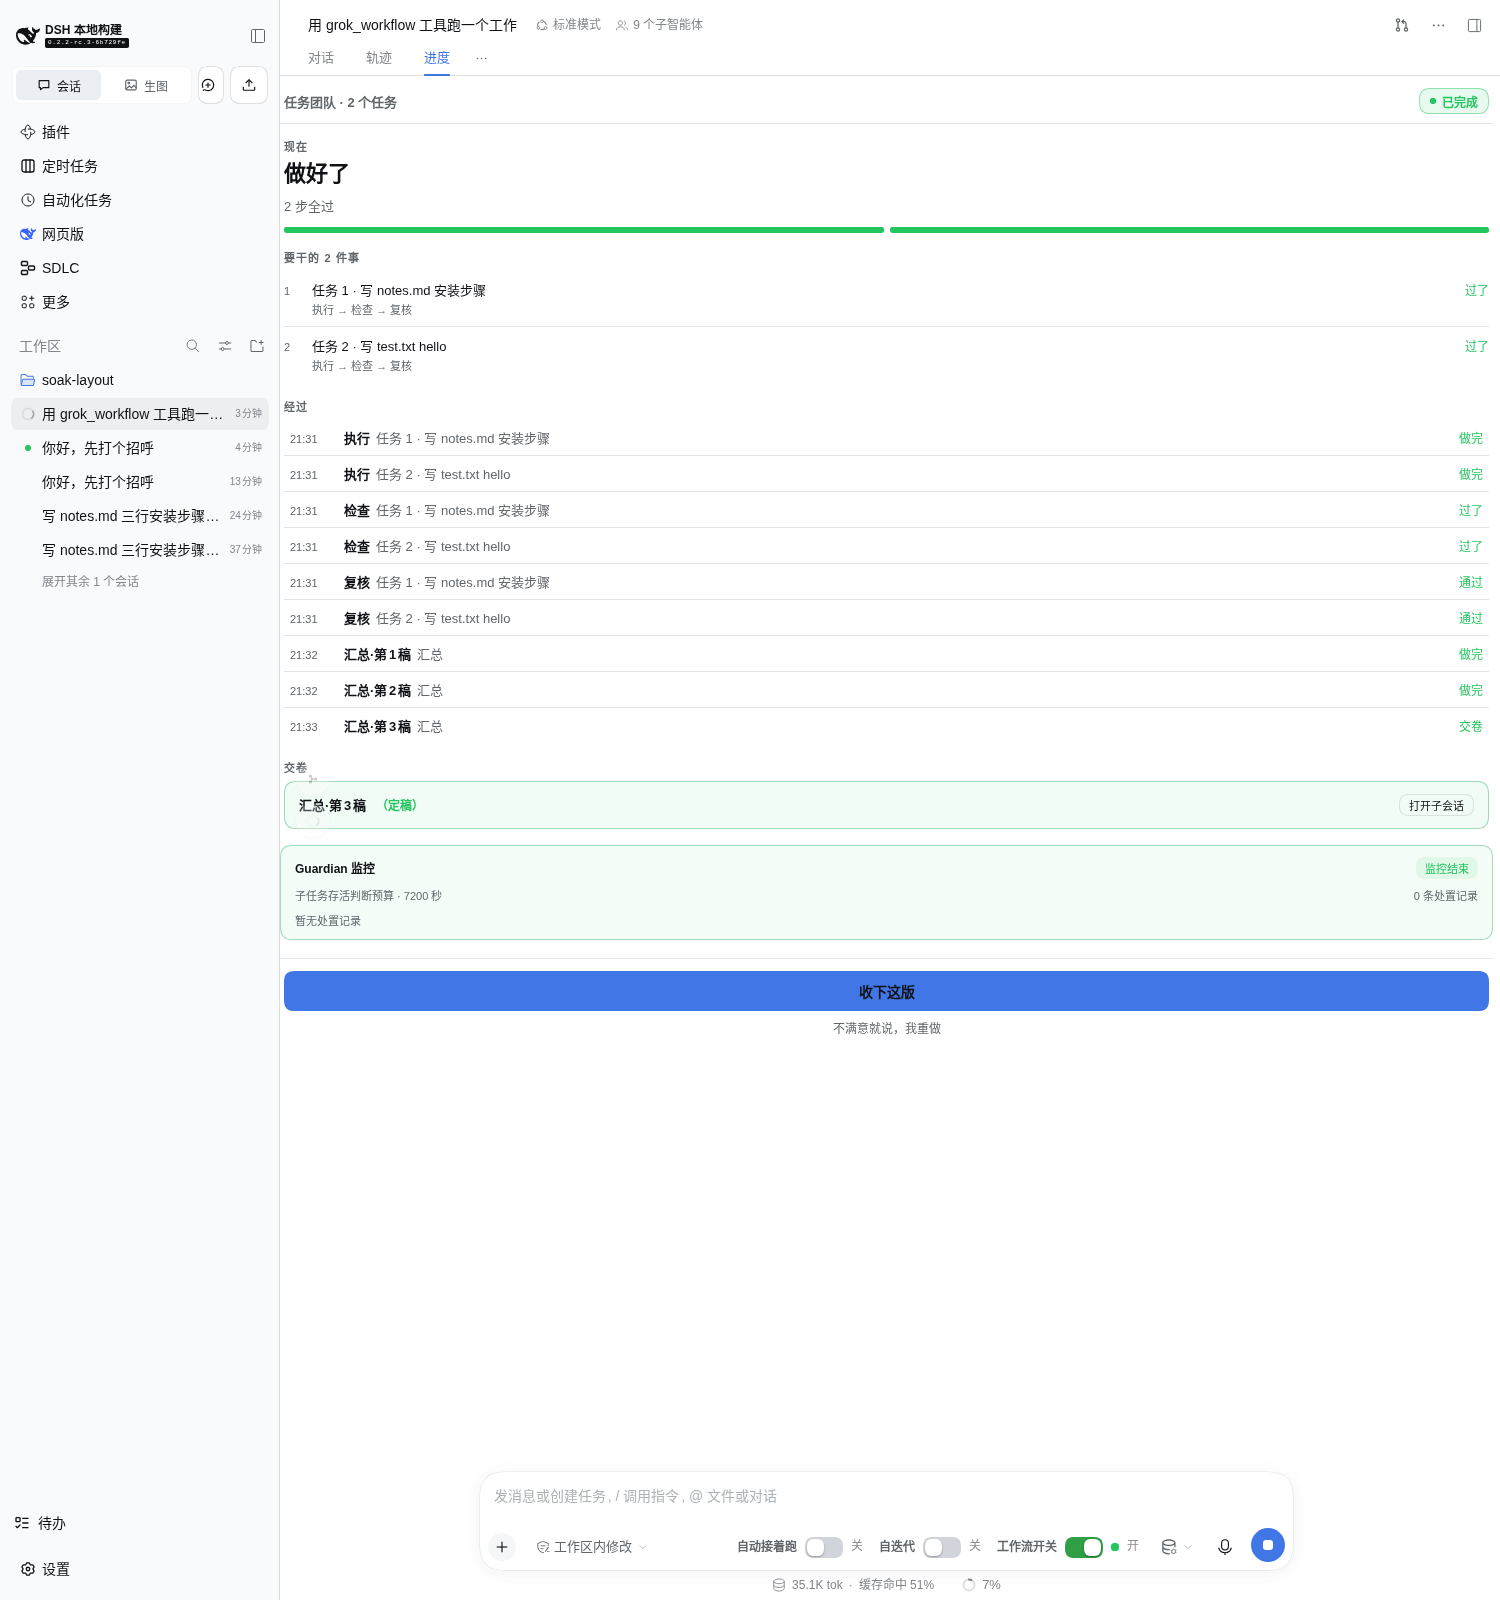 DSH 本地构建
0.2.2-rc.3-6b729fe
会话
生图
插件
定时任务
自动化任务
网页版
SDLC
更多
工作区
soak-layout
用 grok_workflow 工具跑一… 3分钟
你好，先打个招呼 4分钟
你好，先打个招呼 13分钟
写 notes.md 三行安装步骤… 24分钟
写 notes.md 三行安装步骤… 37分钟
展开其余 1 个会话
待办
设置
用 grok_workflow 工具跑一个工作 标准模式 9 个子智能体
对话 轨迹 进度 ···
任务团队 · 2 个任务 已完成
现在
做好了
2 步全过
要干的 2 件事
1 任务 1 · 写 notes.md 安装步骤 过了
执行 → 检查 → 复核
2 任务 2 · 写 test.txt hello 过了
执行 → 检查 → 复核
经过
21:31 执行 任务 1 · 写 notes.md 安装步骤 做完
21:31 执行 任务 2 · 写 test.txt hello 做完
21:31 检查 任务 1 · 写 notes.md 安装步骤 过了
21:31 检查 任务 2 · 写 test.txt hello 过了
21:31 复核 任务 1 · 写 notes.md 安装步骤 通过
21:31 复核 任务 2 · 写 test.txt hello 通过
21:32 汇总·第1稿 汇总 做完
21:32 汇总·第2稿 汇总 做完
21:33 汇总·第3稿 汇总 交卷
交卷
汇总·第3稿 （定稿） 打开子会话
Guardian 监控 监控结束
子任务存活判断预算 · 7200 秒 0 条处置记录
暂无处置记录
收下这版
不满意就说，我重做
发消息或创建任务, / 调用指令, @ 文件或对话
工作区内修改 自动接着跑 关 自迭代 关 工作流开关 开
35.1K tok · 缓存命中 51% 7%